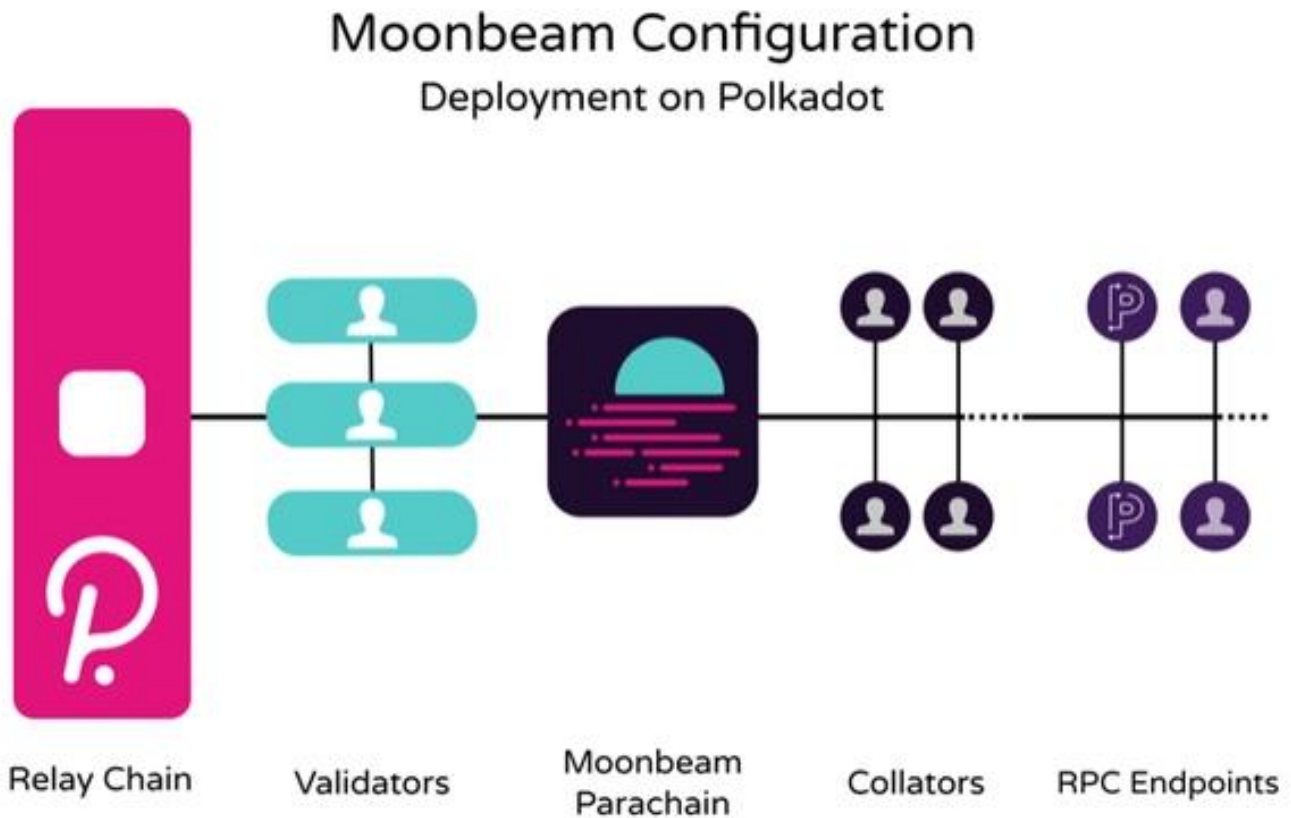 Moonbeam Configuration
Deployment on Polkadot
Relay Chain
Validators
Moonbeam
Parachain
Collators
RPC Endpoints